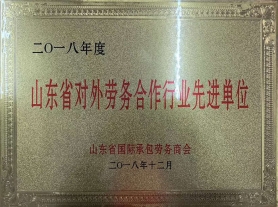 二〇一八年度
山东省对外劳务合作行业先进单位
山东省国际承包劳务商会
二〇一八年十二月